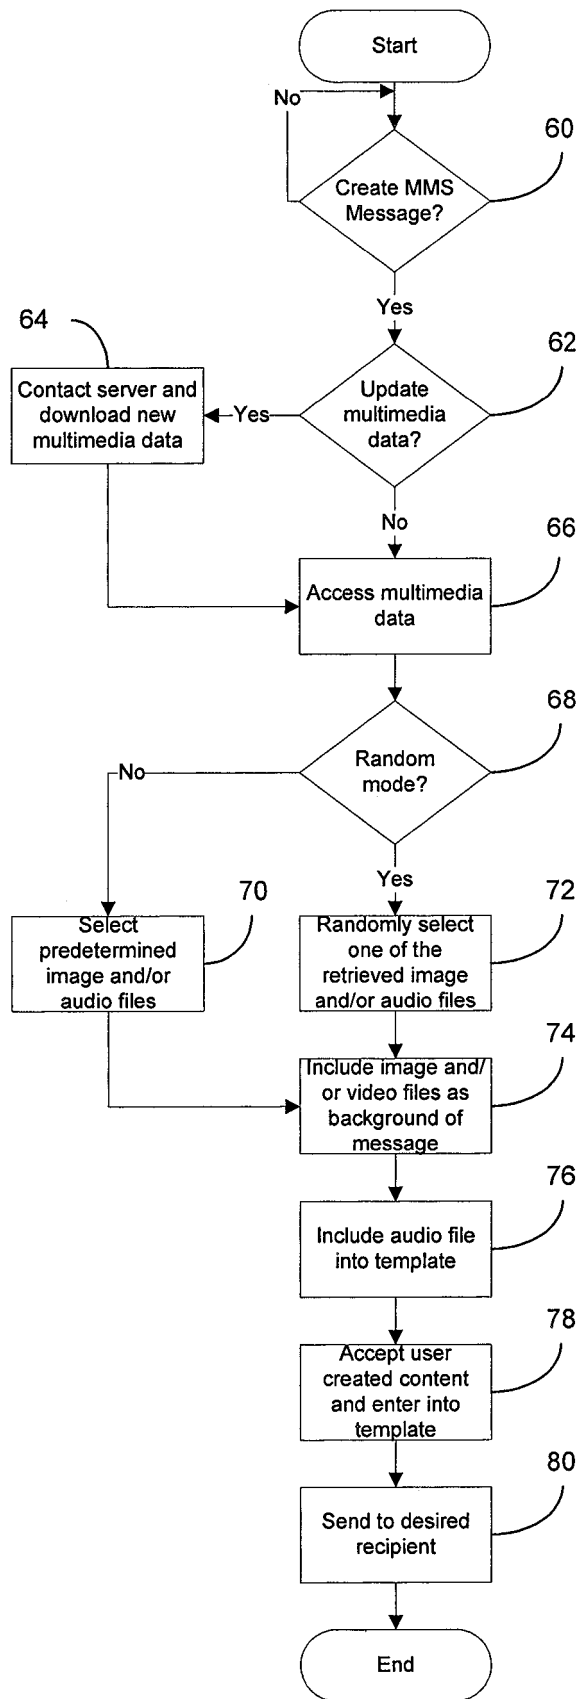 Start
No
60
Create MMS
Message?
Yes
64
62
Contact server and
download new
multimedia data
Yes
Update
multimedia
data?
No
66
Access multimedia
data
68
No
Random
mode?
Yes
70
72
Select
predetermined
image and/or
audio files
Randomly select
one of the
retrieved image
and/or audio files
74
Include image and/
or video files as
background of
message
76
Include audio file
into template
78
Accept user
created content
and enter into
template
80
Send to desired
recipient
End